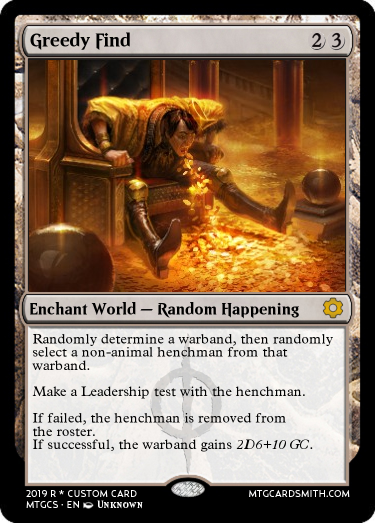 Greedy Find 2 3
Enchant World — Random Happening
Randomly determine a warband, then randomly
select a non-animal henchman from that
warband.
Make a Leadership test with the henchman.
If failed, the henchman is removed from
the roster.
If successful, the warband gains 2D6+10 GC.
2019 R * CUSTOM CARD
MTGCARDSMITH.COM
MTGCS · EN Unknown